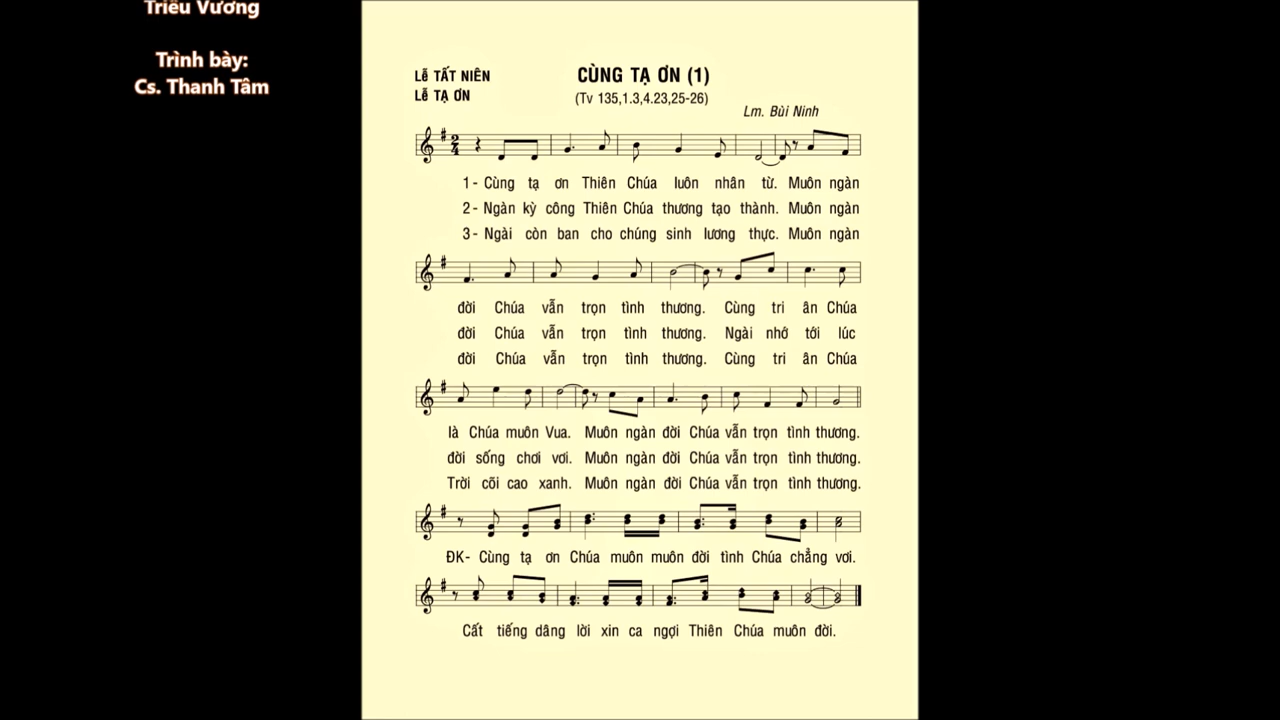 Triều Vương
Trình bày:
Cs. Thanh Tâm
LỄ TẤT NIÊN
LỄ TẠ ƠN
CÙNG TẠ ƠN (1)
(Tv 135,1.3,4.23,25-26)
Lm. Bùi Ninh
2
4
1- Cùng tạ ơn Thiên Chúa luôn nhân từ. Muôn ngàn
2- Ngàn kỳ công Thiên Chúa thương tạo thành. Muôn ngàn
3- Ngài còn ban cho chúng sinh lương thực. Muôn ngàn
đời Chúa vẫn trọn tình thương. Cùng tri ân Chúa
đời Chúa vẫn trọn tình thương. Ngài nhớ tới lúc
đời Chúa vẫn trọn tình thương. Cùng tri ân Chúa
là Chúa muôn Vua. Muôn ngàn đời Chúa vẫn trọn tình thương.
đời sống chơi vơi. Muôn ngàn đời Chúa vẫn trọn tình thương.
Trời cõi cao xanh. Muôn ngàn đời Chúa vẫn trọn tình thương.
ĐK- Cùng tạ ơn Chúa muôn muôn đời tình Chúa chẳng vơi.
Cất tiếng dâng lời xin ca ngợi Thiên Chúa muôn đời.